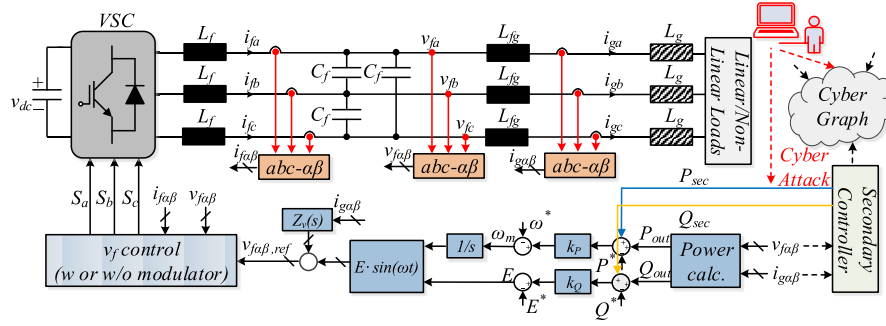 VSC
L_f i_fa v_fa L_fg i_ga L_g
C_f C_f
v_dc + −
L_f i_fb v_fb L_fg i_gb L_g
C_f
L_f i_fc v_fc L_fg i_gc L_g
Linear/Non-
Linear Loads
Cyber
Graph
i_fαβ abc-αβ v_fαβ abc-αβ i_gαβ abc-αβ
Cyber
Attack
P_sec
S_a S_b S_c i_fαβ v_fαβ
Z_v(s) i_gαβ
ω* Q_sec
v_f control
(w or w/o modulator)
v_fαβ,ref
E· sin(ωt)
1/s ω_m k_P P_out
P*
E k_Q Q_out
E* Q*
Power
calc.
v_fαβ
i_gαβ
Secondary
Controller